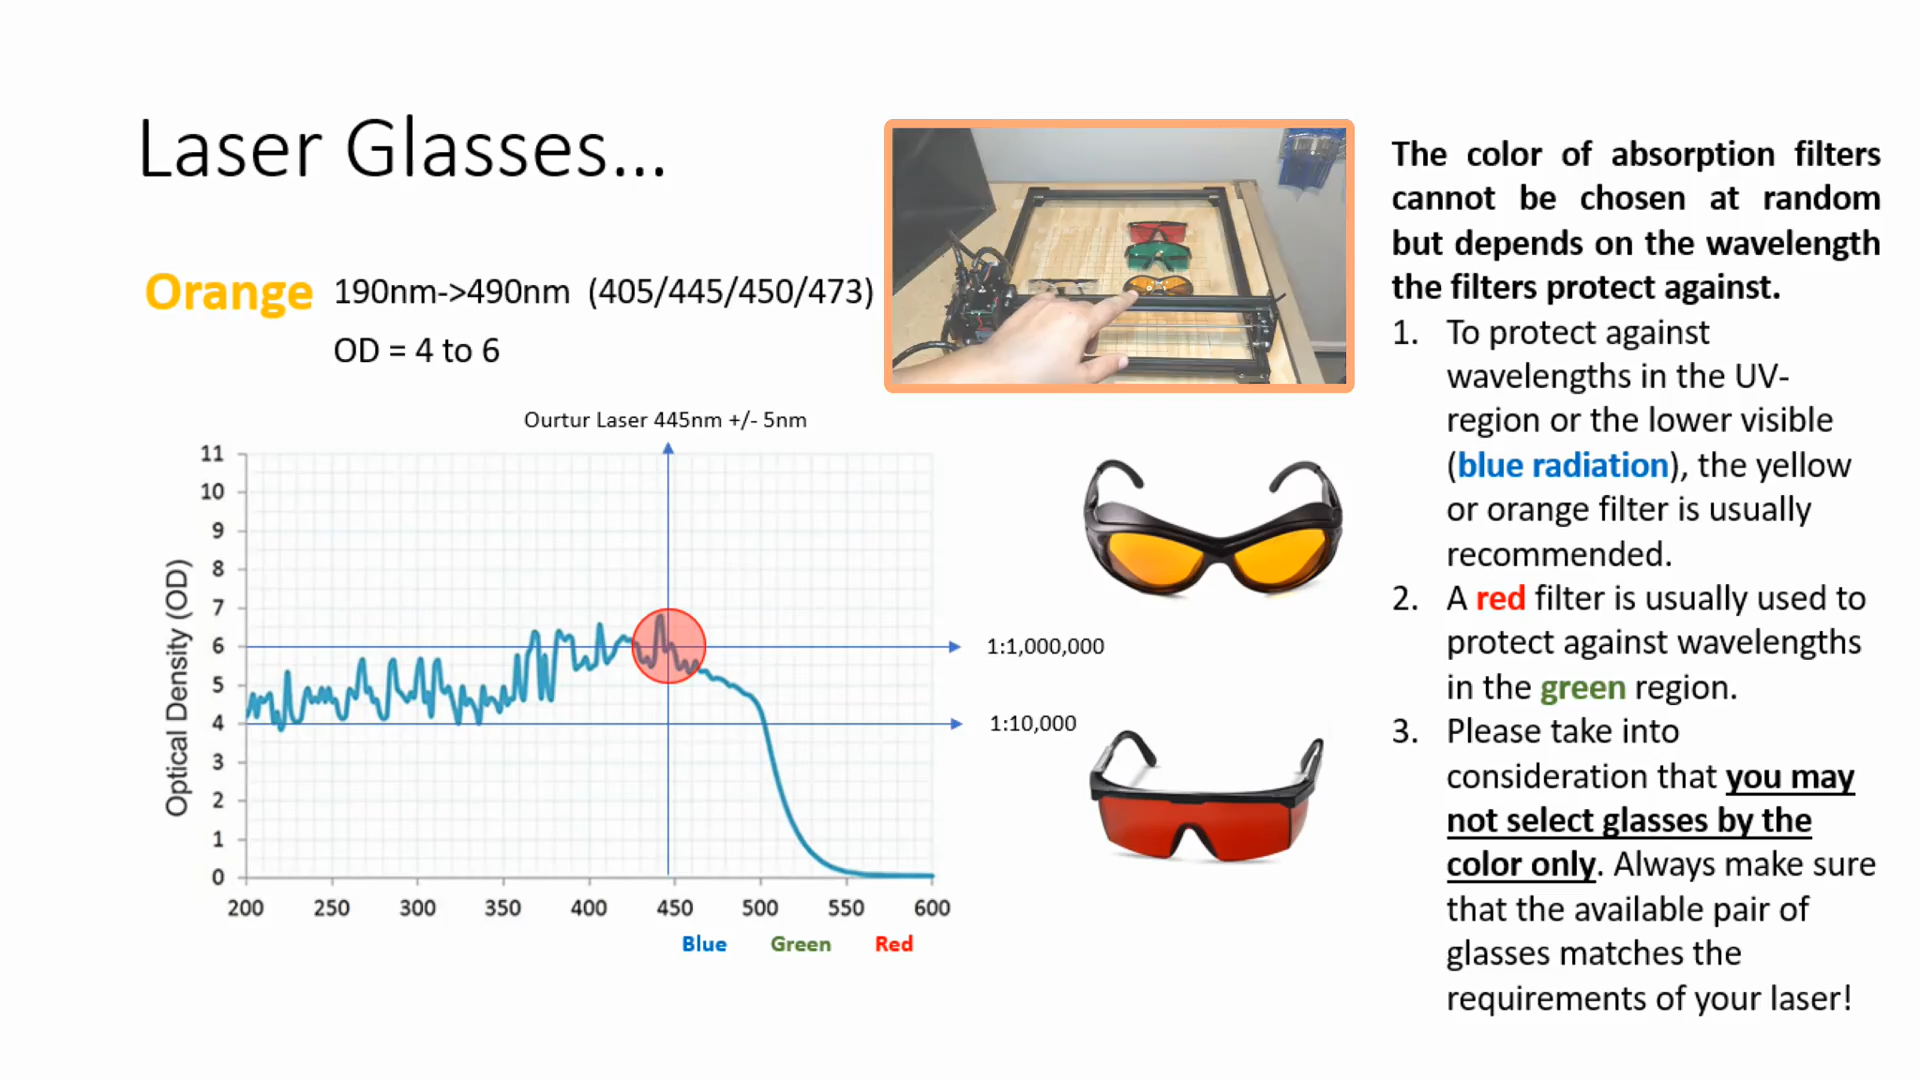 Laser Glasses...
Orange 190nm->490nm (405/445/450/473)
OD = 4 to 6
Ourtur Laser 445nm +/- 5nm
Optical Density (OD)
11
10
9
8
7
6
5
4
3
2
1
0
200 250 300 350 400 450 500 550 600
Blue Green Red
1:1,000,000
1:10,000
The color of absorption filters
cannot be chosen at random
but depends on the wavelength
the filters protect against.
1. To protect against
wavelengths in the UV-
region or the lower visible
(blue radiation), the yellow
or orange filter is usually
recommended.
2. A red filter is usually used to
protect against wavelengths
in the green region.
3. Please take into
consideration that you may
not select glasses by the
color only. Always make sure
that the available pair of
glasses matches the
requirements of your laser!